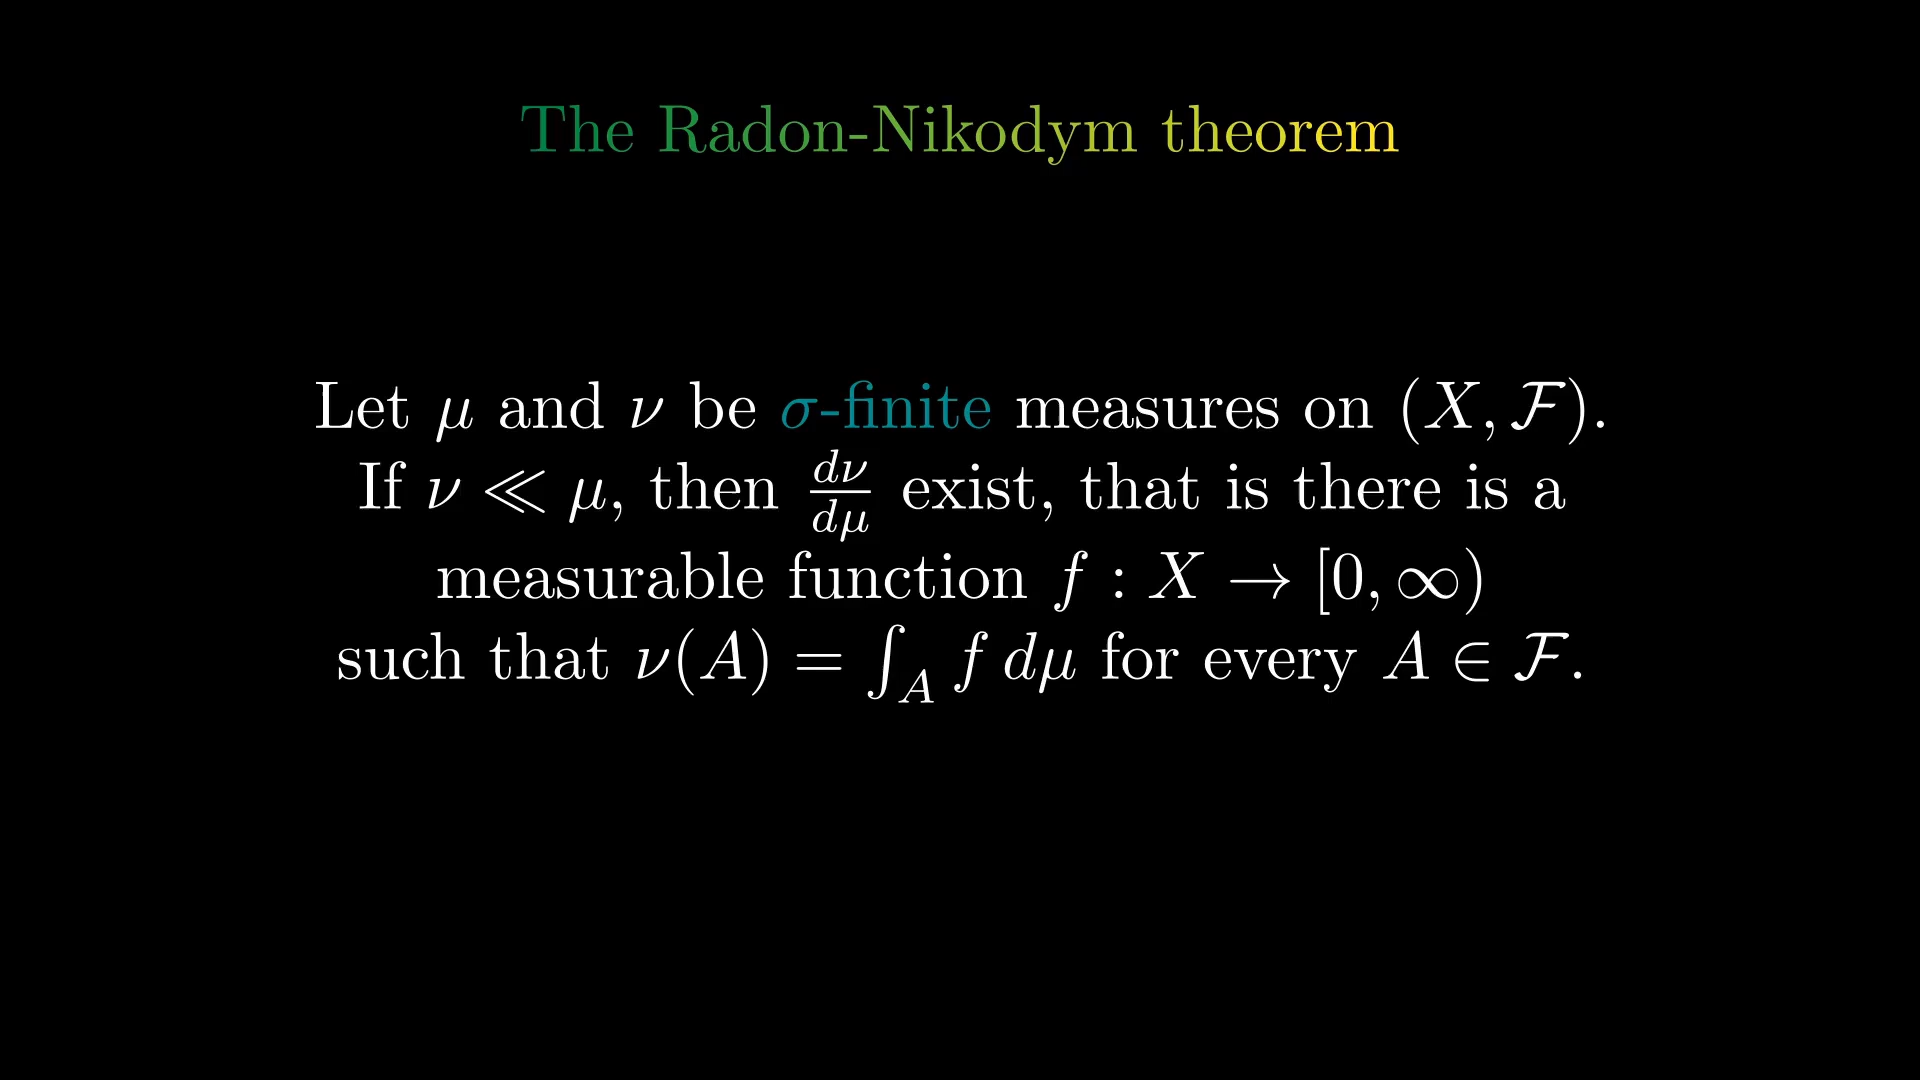 The Radon-Nikodym theorem
Let μ and ν be σ-finite measures on (X, ℱ).
If ν ≪ μ, then dν/dμ exist, that is there is a
measurable function f : X → [0, ∞)
such that ν(A) = ∫_A f dμ for every A ∈ ℱ.